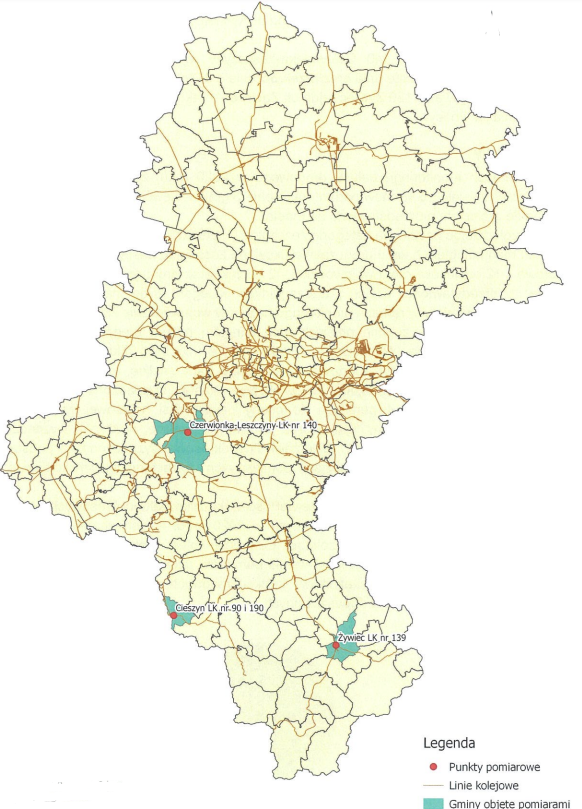 Czerwionka-Leszczyny LK nr 140
Cieszyn LK nr 90 i 190
Żywiec LK nr 139
Legenda
Punkty pomiarowe
Linie kolejowe
Gminy objęte pomiarami